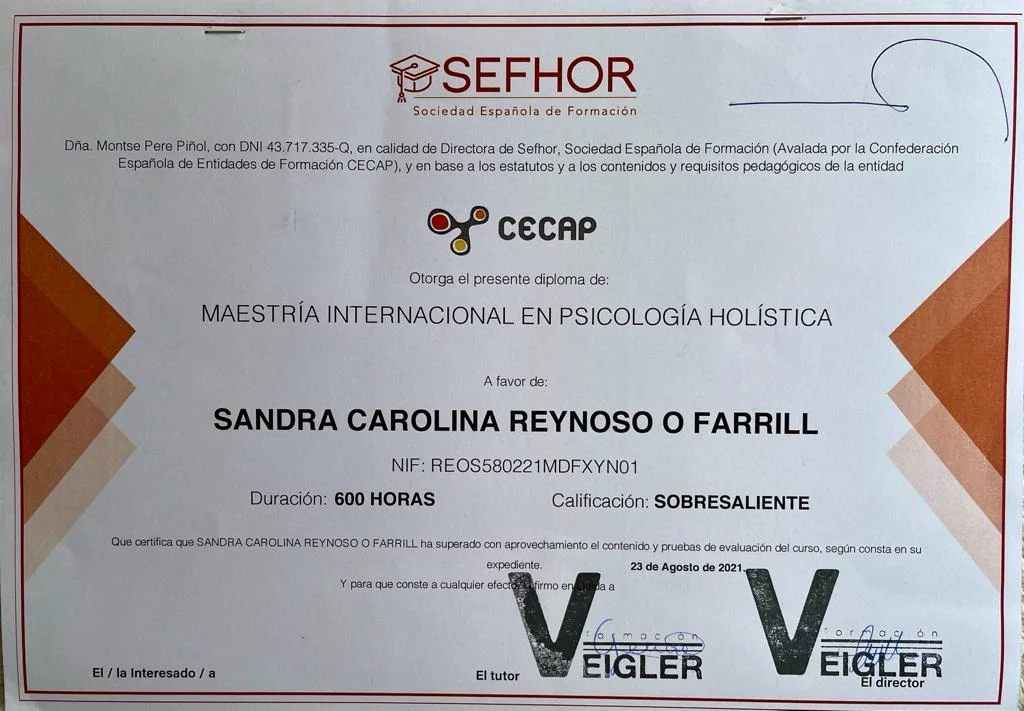 SEFHOR
Sociedad Española de Formación
Dña. Montse Pere Piñol, con DNI 43.717.335-Q, en calidad de Directora de Sefhor, Sociedad Española de Formación (Avalada por la Confederación
Española de Entidades de Formación CECAP), y en base a los estatutos y a los contenidos y requisitos pedagógicos de la entidad
CECAP
Otorga el presente diploma de:
MAESTRÍA INTERNACIONAL EN PSICOLOGÍA HOLÍSTICA
A favor de:
SANDRA CAROLINA REYNOSO O FARRILL
NIF: REOS580221MDFXYN01
Duración: 600 HORAS Calificación: SOBRESALIENTE
Que certifica que SANDRA CAROLINA REYNOSO O FARRILL ha superado con aprovechamiento el contenido y pruebas de evaluación del curso, según consta en su
expediente. 23 de Agosto de 2021.
Y para que conste a cualquier efecto, firmo en a
formación formación
VEIGLER VEIGLER
El / la Interesado / a El tutor El director